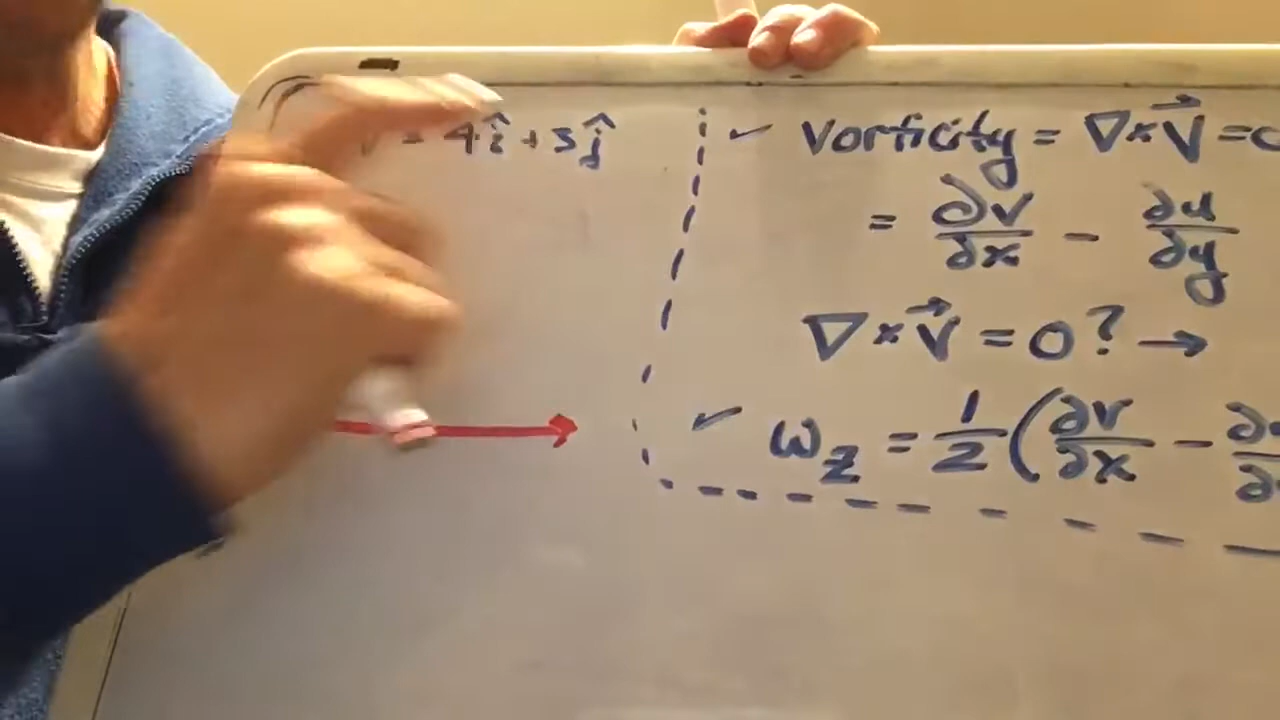 = 4î + 5ĵ
✓ Vorticity = ∇×V⃗ =
= ∂v/∂x - ∂u/∂y
∇×V⃗ = 0? →
✓ ω_z = 1/2 (∂v/∂x - ∂